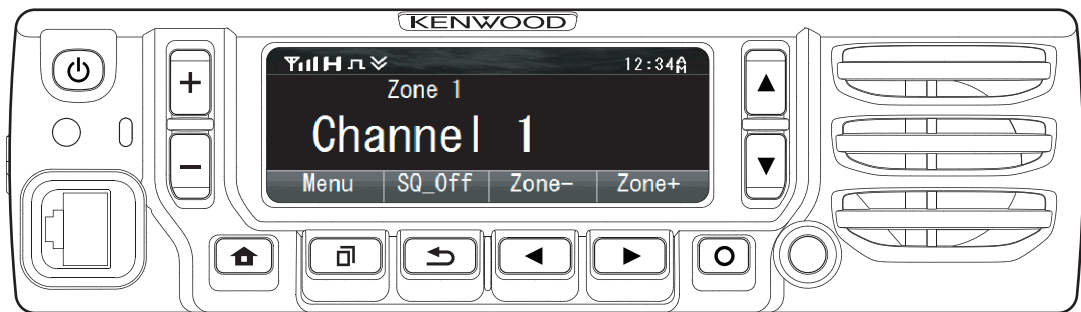 KENWOOD
H 12:34AM
Zone 1
Channel 1
Menu SQ_Off Zone- Zone+